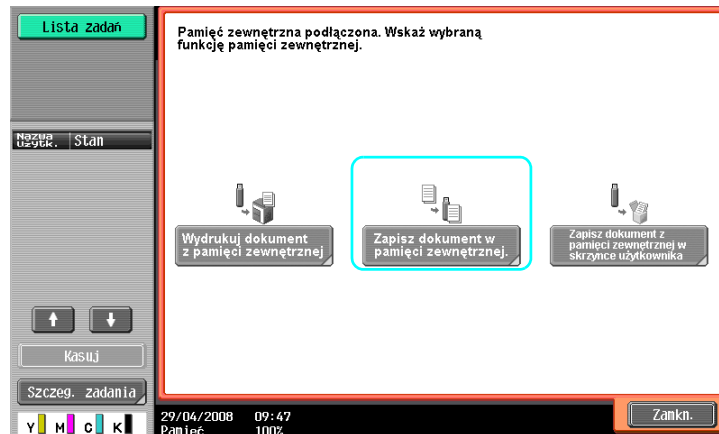 Lista zadań
Nazwa
użytk.
Stan
Kasuj
Szczeg. zadania
Y M C K
Pamięć zewnętrzna podłączona. Wskaż wybraną
funkcję pamięci zewnętrznej.
Wydrukuj dokument
z pamięci zewnętrznej
Zapisz dokument w
pamięci zewnętrznej.
Zapisz dokument z
pamięci zewnętrznej w
skrzynce użytkownika
29/04/2008 09:47
Pamięć 100%
Zamkn.